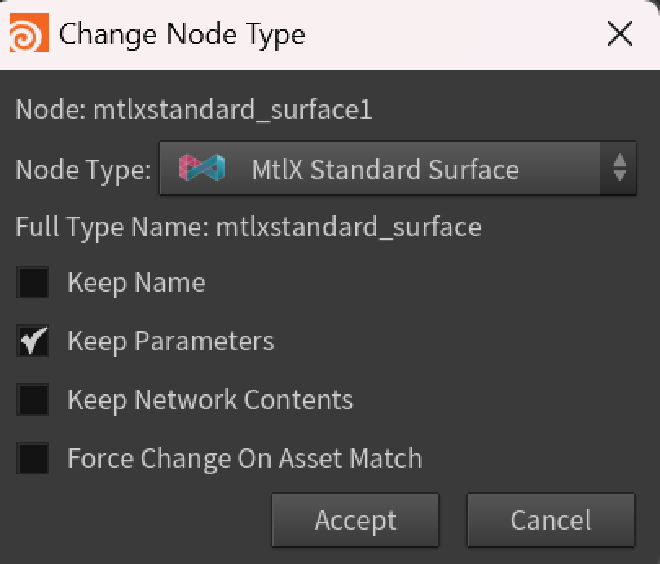 Change Node Type
Node: mtlxstandard_surface1
Node Type: MtlX Standard Surface
Full Type Name: mtlxstandard_surface
Keep Name
Keep Parameters
Keep Network Contents
Force Change On Asset Match
Accept Cancel